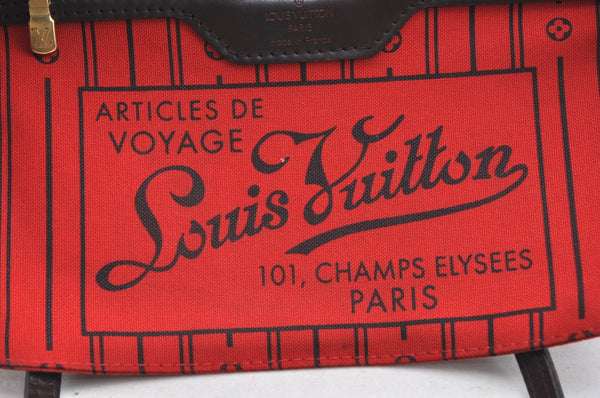 LOUIS VUITTON
PARIS
made in France
ARTICLES DE
VOYAGE
Louis Vuitton
101, CHAMPS ELYSEES
PARIS